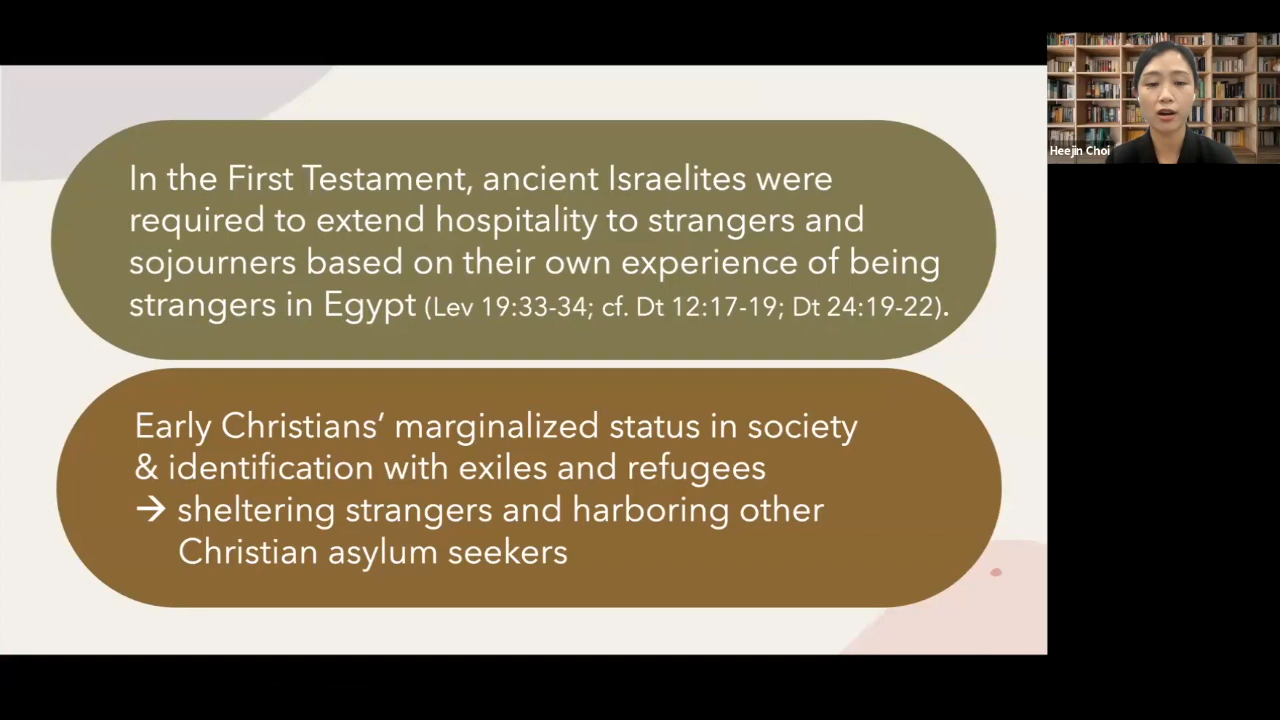 In the First Testament, ancient Israelites were
required to extend hospitality to strangers and
sojourners based on their own experience of being
strangers in Egypt (Lev 19:33-34; cf. Dt 12:17-19; Dt 24:19-22).
Early Christians’ marginalized status in society
& identification with exiles and refugees
→ sheltering strangers and harboring other
Christian asylum seekers
Heejin Choi